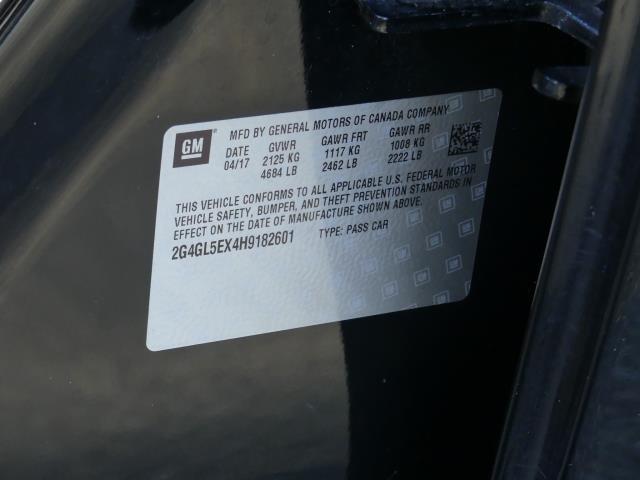 GM
MFD BY GENERAL MOTORS OF CANADA COMPANY
DATE GVWR GAWR FRT GAWR RR
04/17 2125 KG 1117 KG 1008 KG
4684 LB 2462 LB 2222 LB
THIS VEHICLE CONFORMS TO ALL APPLICABLE U.S. FEDERAL MOTOR
VEHICLE SAFETY, BUMPER, AND THEFT PREVENTION STANDARDS IN
EFFECT ON THE DATE OF MANUFACTURE SHOWN ABOVE.
2G4GL5EX4H9182601 TYPE: PASS CAR